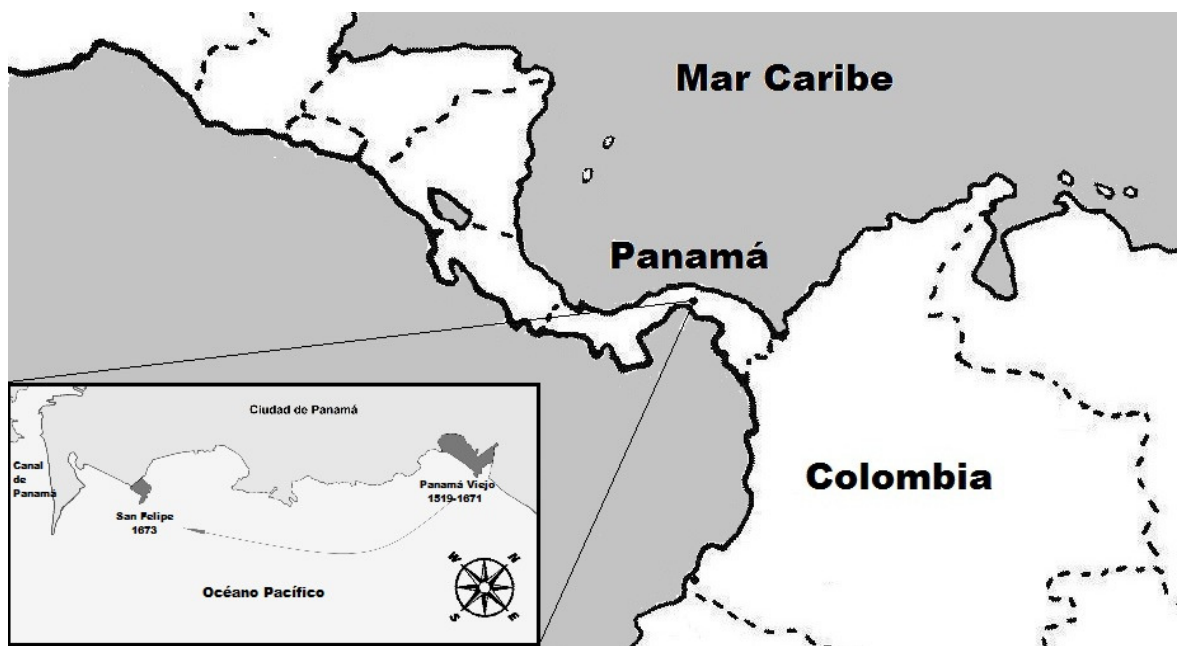 Mar Caribe
Panamá
Colombia
Ciudad de Panamá
Canal
de
Panamá
San Felipe
1673
Panamá Viejo
1519-1671
Océano Pacífico
W
N
S
E